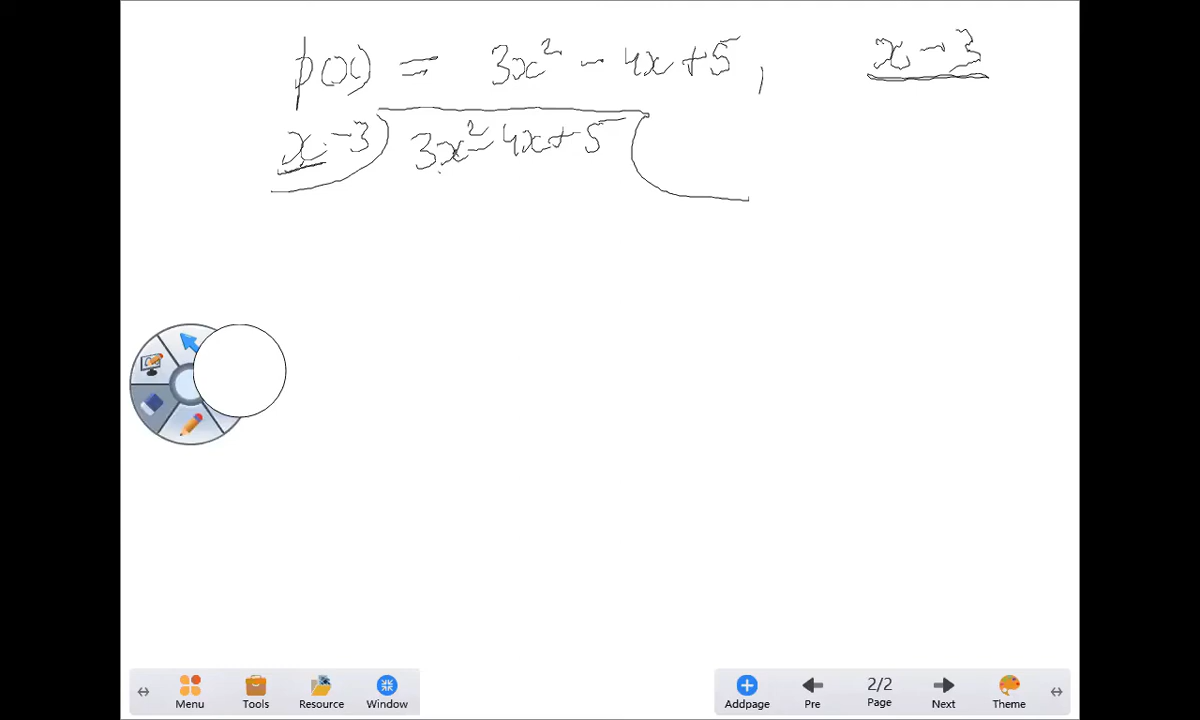 p(x) = 3x² - 4x + 5, x - 3
x - 3) 3x² - 4x + 5 (
Menu Tools Resource Window Addpage Pre 2/2 Page Next Theme